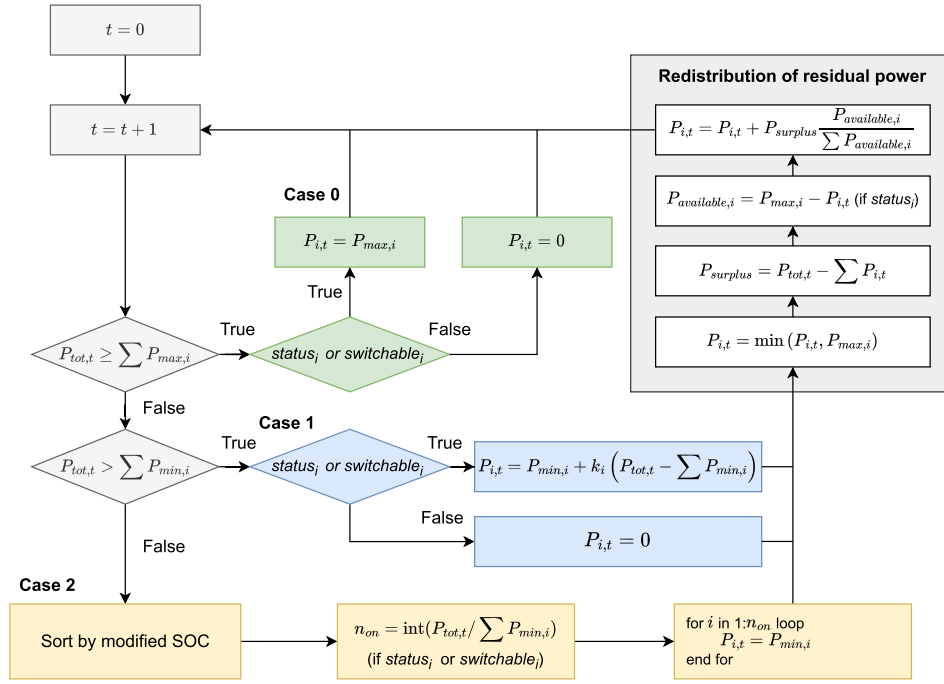 t = 0
Redistribution of residual power
t = t + 1
P_{i,t} = P_{i,t} + P_{surplus} \frac{P_{available,i}}{\sum P_{available,i}}
Case 0
P_{available,i} = P_{max,i} − P_{i,t} (if status_i)
P_{i,t} = P_{max,i}
P_{i,t} = 0
P_{surplus} = P_{tot,t} − ∑ P_{i,t}
True
True
False
P_{i,t} = min (P_{i,t}, P_{max,i})
P_{tot,t} ≥ ∑ P_{max,i}
status_i or switchable_i
False
Case 1
True
True
P_{tot,t} > ∑ P_{min,i}
status_i or switchable_i
P_{i,t} = P_{min,i} + k_i (P_{tot,t} − ∑ P_{min,i})
False
P_{i,t} = 0
False
Case 2
Sort by modified SOC
n_{on} = int(P_{tot,t}/ ∑ P_{min,i})
(if status_i or switchable_i)
for i in 1:n_{on} loop
P_{i,t} = P_{min,i}
end for